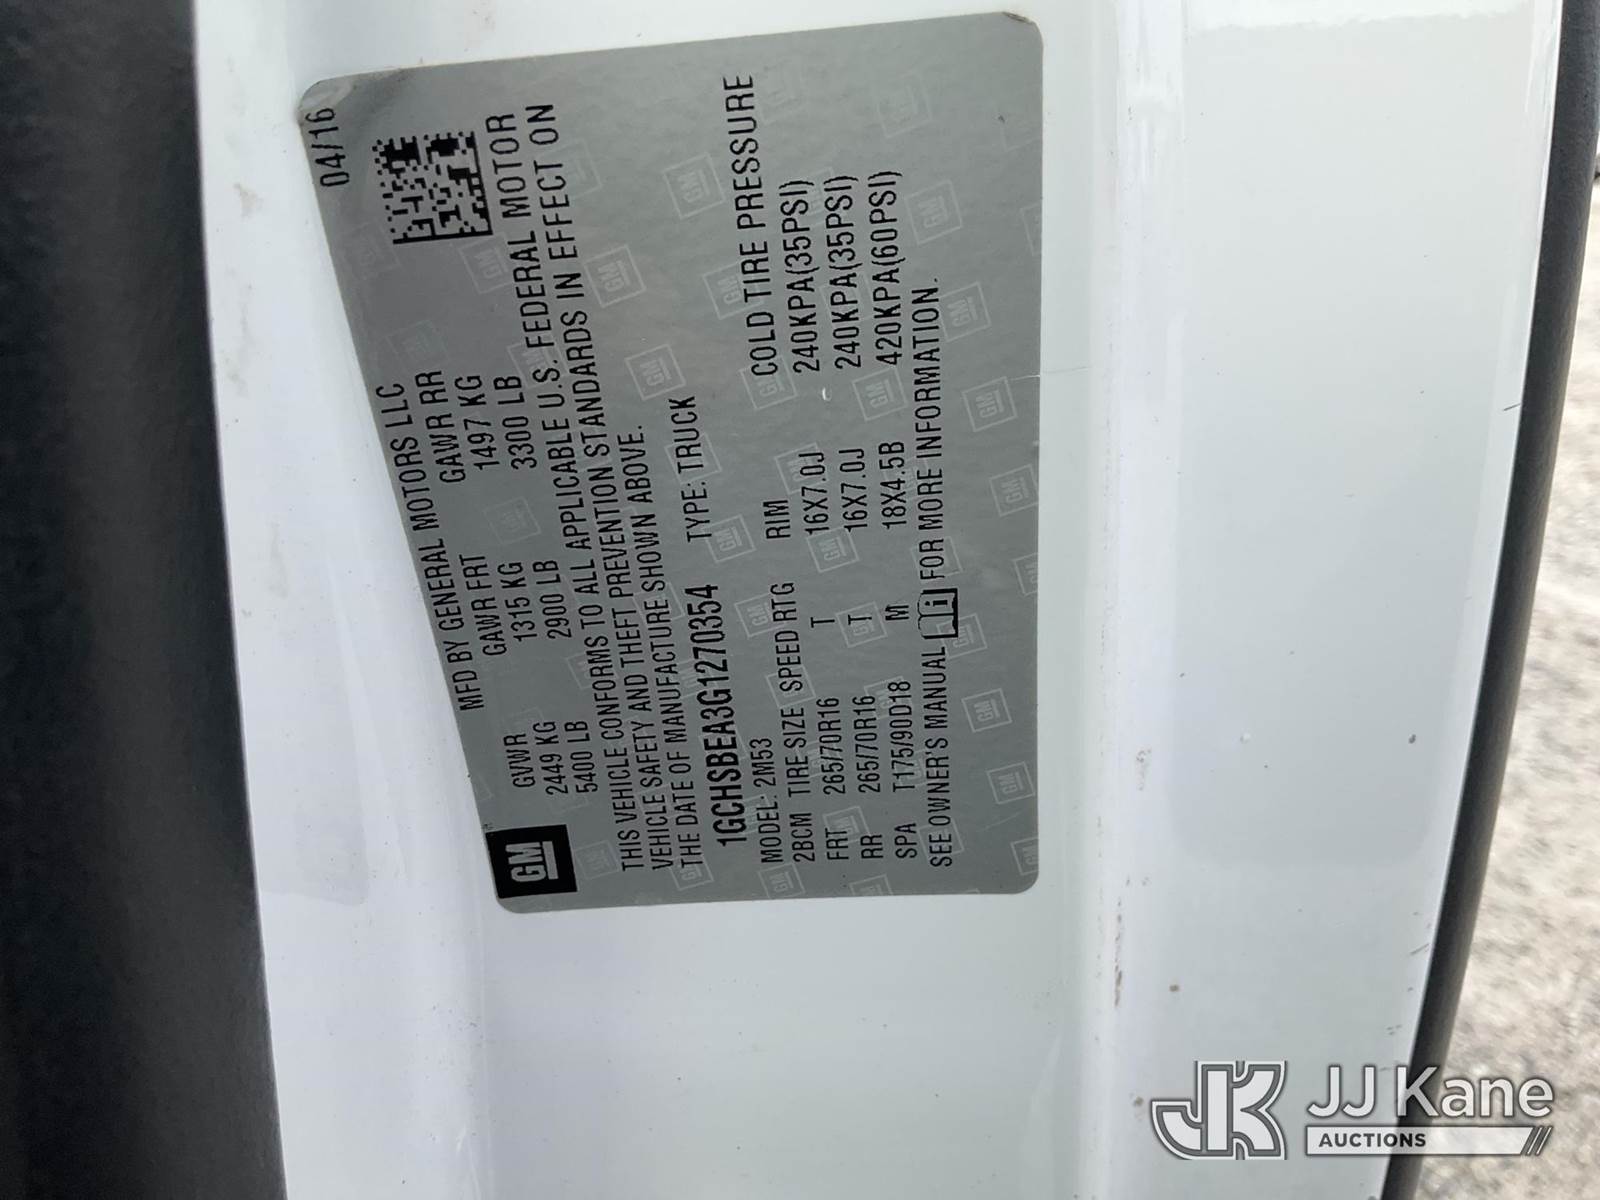 04/16
MFD BY GENERAL MOTORS LLC
GVWR GAWR FRT GAWR RR
2449 KG 1315 KG 1497 KG
5400 LB 2900 LB 3300 LB
THIS VEHICLE CONFORMS TO ALL APPLICABLE U.S. FEDERAL MOTOR
VEHICLE SAFETY AND THEFT PREVENTION STANDARDS IN EFFECT ON
THE DATE OF MANUFACTURE SHOWN ABOVE.
1GCHSBEA3G1270354 TYPE: TRUCK
MODEL: 2M53
2BCM TIRE SIZE SPEED RTG RIM COLD TIRE PRESSURE
FRT 265/70R16 T 16X7.0J 240KPA(35PSI)
RR 265/70R16 T 16X7.0J 240KPA(35PSI)
SPA T175/90D18 M 18X4.5B 420KPA(60PSI)
SEE OWNER'S MANUAL i FOR MORE INFORMATION.
GM
JK JJ Kane
AUCTIONS